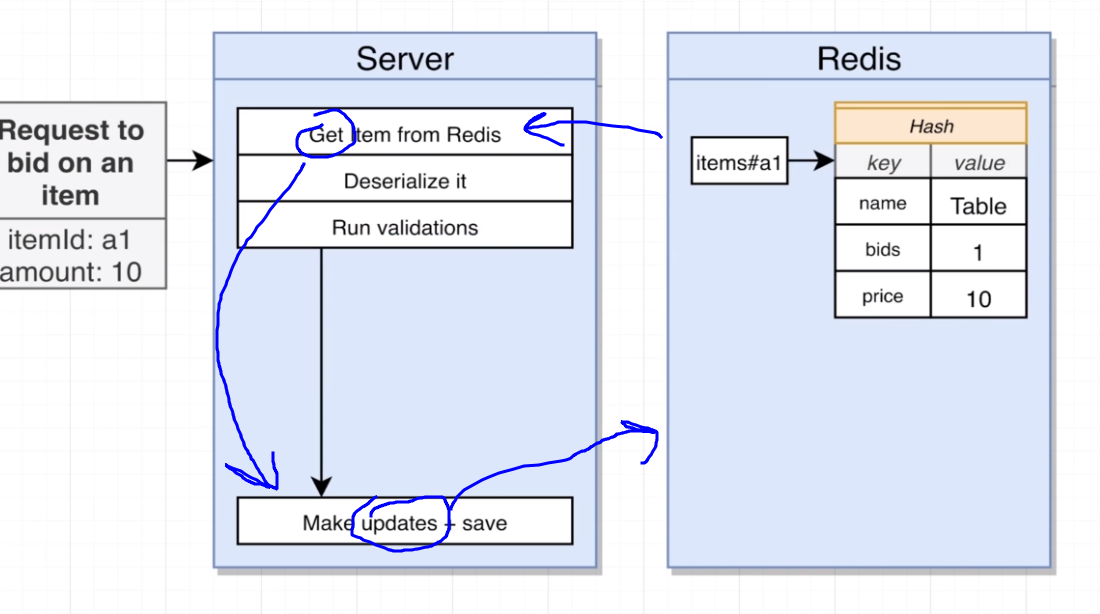 Server
Redis
Request to
bid on an
item
itemId: a1
amount: 10
Get Item from Redis
Deserialize it
Run validations
Make updates + save
items#a1
Hash
key value
name Table
bids 1
price 10